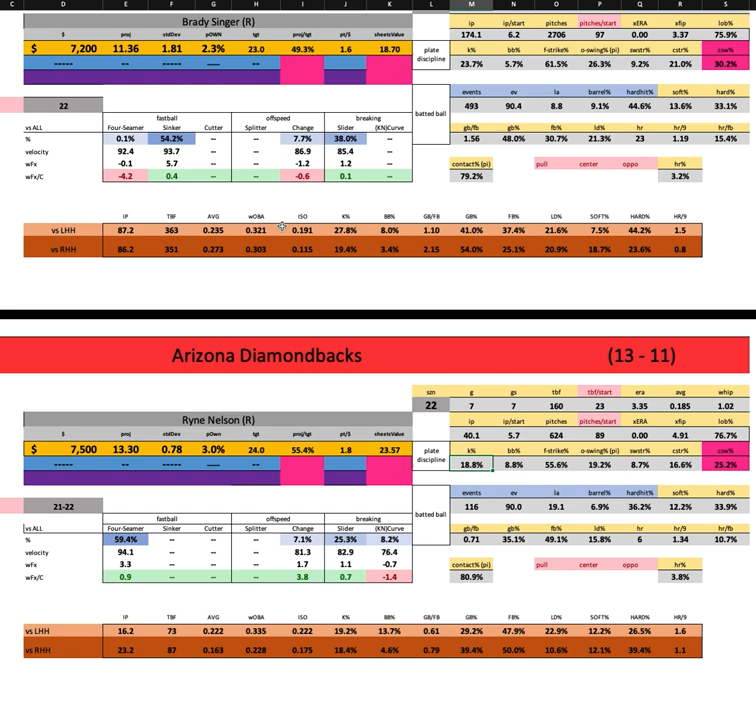 C D E F G H I J K L M N O P Q R S
Brady Singer (R) ip ip/start pitches pitches/start xERA xfip lob%
$ proj stdDev pOWN tgt proj/tgt pt/$ sheetsValue 174.1 6.2 2706 97 0.00 3.37 75.9%
$ 7,200 11.36 1.81 2.3% 23.0 49.3% 1.6 18.70 plate discipline k% bb% f-strike% o-swing% (pi) swstr% cstr% csw%
----- -- -- -- 23.7% 5.7% 61.5% 26.3% 9.2% 21.0% 30.2%
events ev la barrel% hardhit% soft% hard%
22 batted ball 493 90.4 8.8 9.1% 44.6% 13.6% 33.1%
fastball offspeed breaking
vs ALL Four-Seamer Sinker Cutter Splitter Change Slider (KN)Curve gb/fb gb% fb% ld% hr hr/9 hr/fb
% 0.1% 54.2% -- -- 7.7% 38.0% -- 1.56 48.0% 30.7% 21.3% 23 1.19 15.4%
velocity 92.4 93.7 -- -- 86.9 85.4 --
wFx -0.1 5.7 -- -- -1.2 1.2 -- contact% (pi) pull center oppo hr%
wFx/C -4.2 0.4 -- -- -0.6 0.1 -- 79.2% 3.2%
IP TBF AVG wOBA ISO K% BB% GB/FB GB% FB% LD% SOFT% HARD% HR/9
vs LHH 87.2 363 0.235 0.321 0.191 27.8% 8.0% 1.10 41.0% 37.4% 21.6% 7.5% 44.2% 1.5
vs RHH 86.2 351 0.273 0.303 0.115 19.4% 3.4% 2.15 54.0% 25.1% 20.9% 18.7% 23.6% 0.8
Arizona Diamondbacks (13 - 11)
szn g gs tbf tbf/start era avg whip
22 7 7 160 23 3.35 0.185 1.02
Ryne Nelson (R) ip ip/start pitches pitches/start xERA xfip lob%
$ proj stdDev pOwn tgt proj/tgt pt/$ sheetsValue 40.1 5.7 624 89 0.00 4.91 76.7%
$ 7,500 13.30 0.78 3.0% 24.0 55.4% 1.8 23.57 plate discipline k% bb% f-strike% o-swing% (pi) swstr% cstr% csw%
----- ----- -- -- 18.8% 8.8% 55.6% 19.2% 8.7% 16.6% 25.2%
events ev la barrel% hardhit% soft% hard%
21-22 batted ball 116 90.0 19.1 6.9% 36.2% 12.2% 33.9%
fastball offspeed breaking
vs ALL Four-Seamer Sinker Cutter Splitter Change Slider (KN)Curve gb/fb gb% fb% ld% hr hr/9 hr/fb
% 59.4% -- -- -- 7.1% 25.3% 8.2% 0.71 35.1% 49.1% 15.8% 6 1.34 10.7%
velocity 94.1 -- -- -- 81.3 82.9 76.4
wFx 3.3 -- -- -- 1.7 1.1 -0.7 contact% (pi) pull center oppo hr%
wFx/C 0.9 -- -- -- 3.8 0.7 -1.4 80.9% 3.8%
IP TBF AVG wOBA ISO K% BB% GB/FB GB% FB% LD% SOFT% HARD% HR/9
vs LHH 16.2 73 0.222 0.335 0.222 19.2% 13.7% 0.61 29.2% 47.9% 22.9% 12.2% 26.5% 1.6
vs RHH 23.2 87 0.163 0.228 0.175 18.4% 4.6% 0.79 39.4% 50.0% 10.6% 12.1% 39.4% 1.1